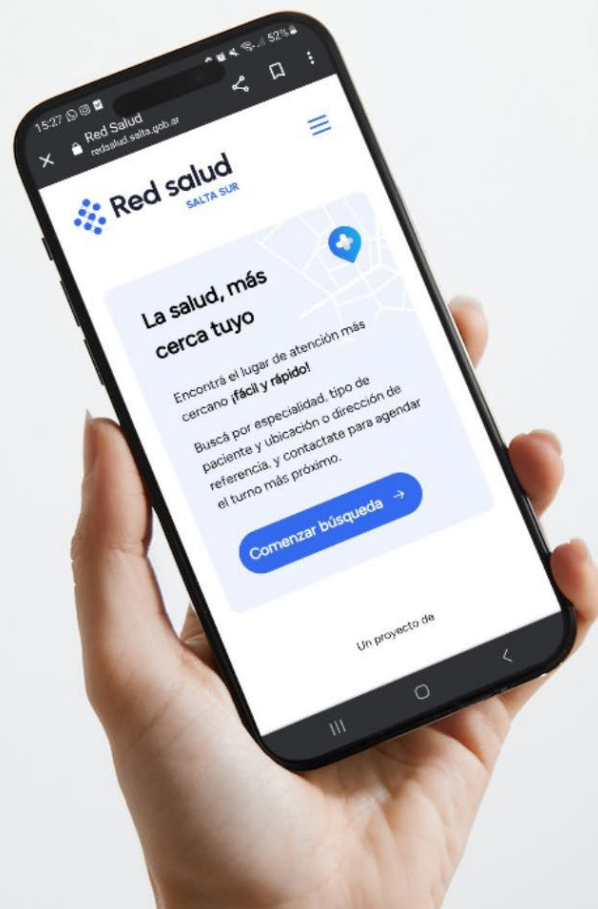 15:27 52%
Red Salud
redsalud.salta.gob.ar
Red salud
SALTA SUR
La salud, más
cerca tuyo
Encontrá el lugar de atención más
cercano ¡fácil y rápido!
Buscá por especialidad, tipo de
paciente y ubicación o dirección de
referencia, y contactate para agendar
el turno más próximo.
Comenzar búsqueda →
Un proyecto de